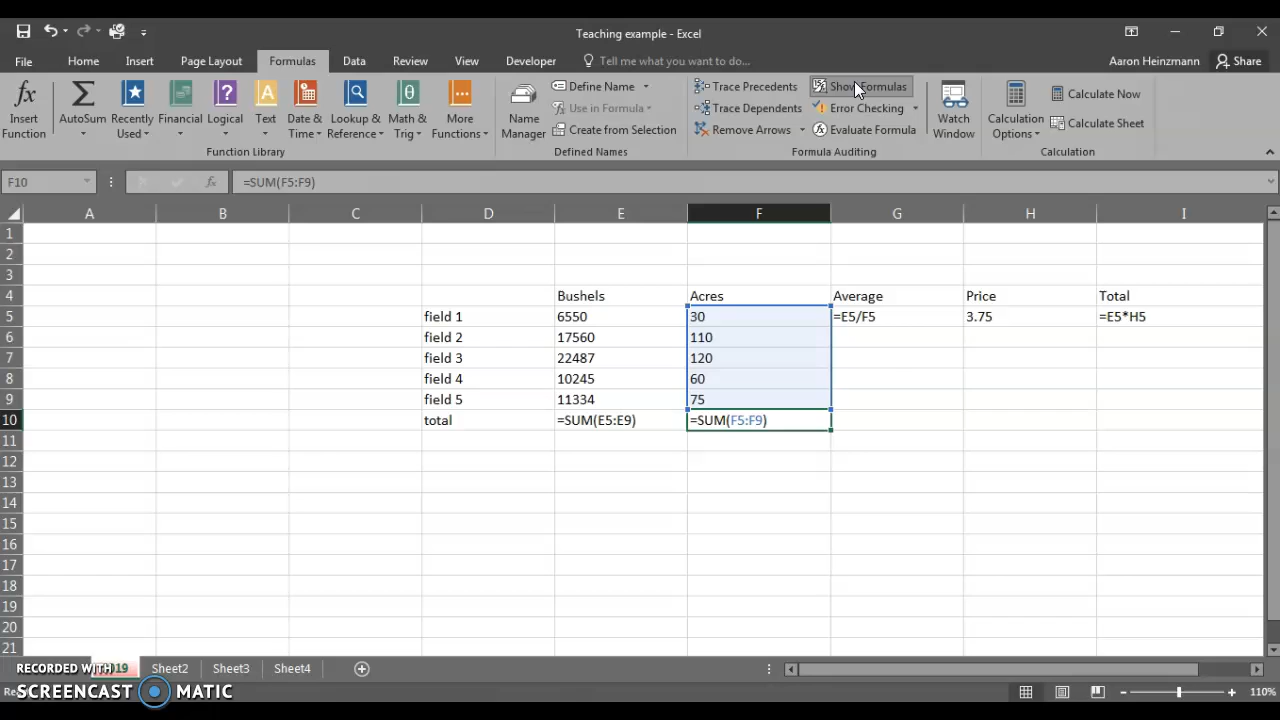 Teaching example - Excel
File Home Insert Page Layout Formulas Data Review View Developer Tell me what you want to do... Aaron Heinzmann Share
fx Σ θ ? A
Insert Function AutoSum Recently Used Financial Logical Text Date & Time Lookup & Reference Math & Trig More Functions
Function Library
Name Manager Define Name Use in Formula Create from Selection
Defined Names
Trace Precedents Trace Dependents Remove Arrows Show Formulas Error Checking Evaluate Formula Watch Window
Formula Auditing
Calculation Options Calculate Now Calculate Sheet
Calculation
F10 fx =SUM(F5:F9)
A B C D E F G H I
1
2
3
4 Bushels Acres Average Price Total
5 field 1 6550 30 =E5/F5 3.75 =E5*H5
6 field 2 17560 110
7 field 3 22487 120
8 field 4 10245 60
9 field 5 11334 75
10 total =SUM(E5:E9) =SUM(F5:F9)
11
12
13
14
15
16
17
18
19
20
21
RECORDED WITH Sheet2 Sheet3 Sheet4
SCREENCAST MATIC 110%